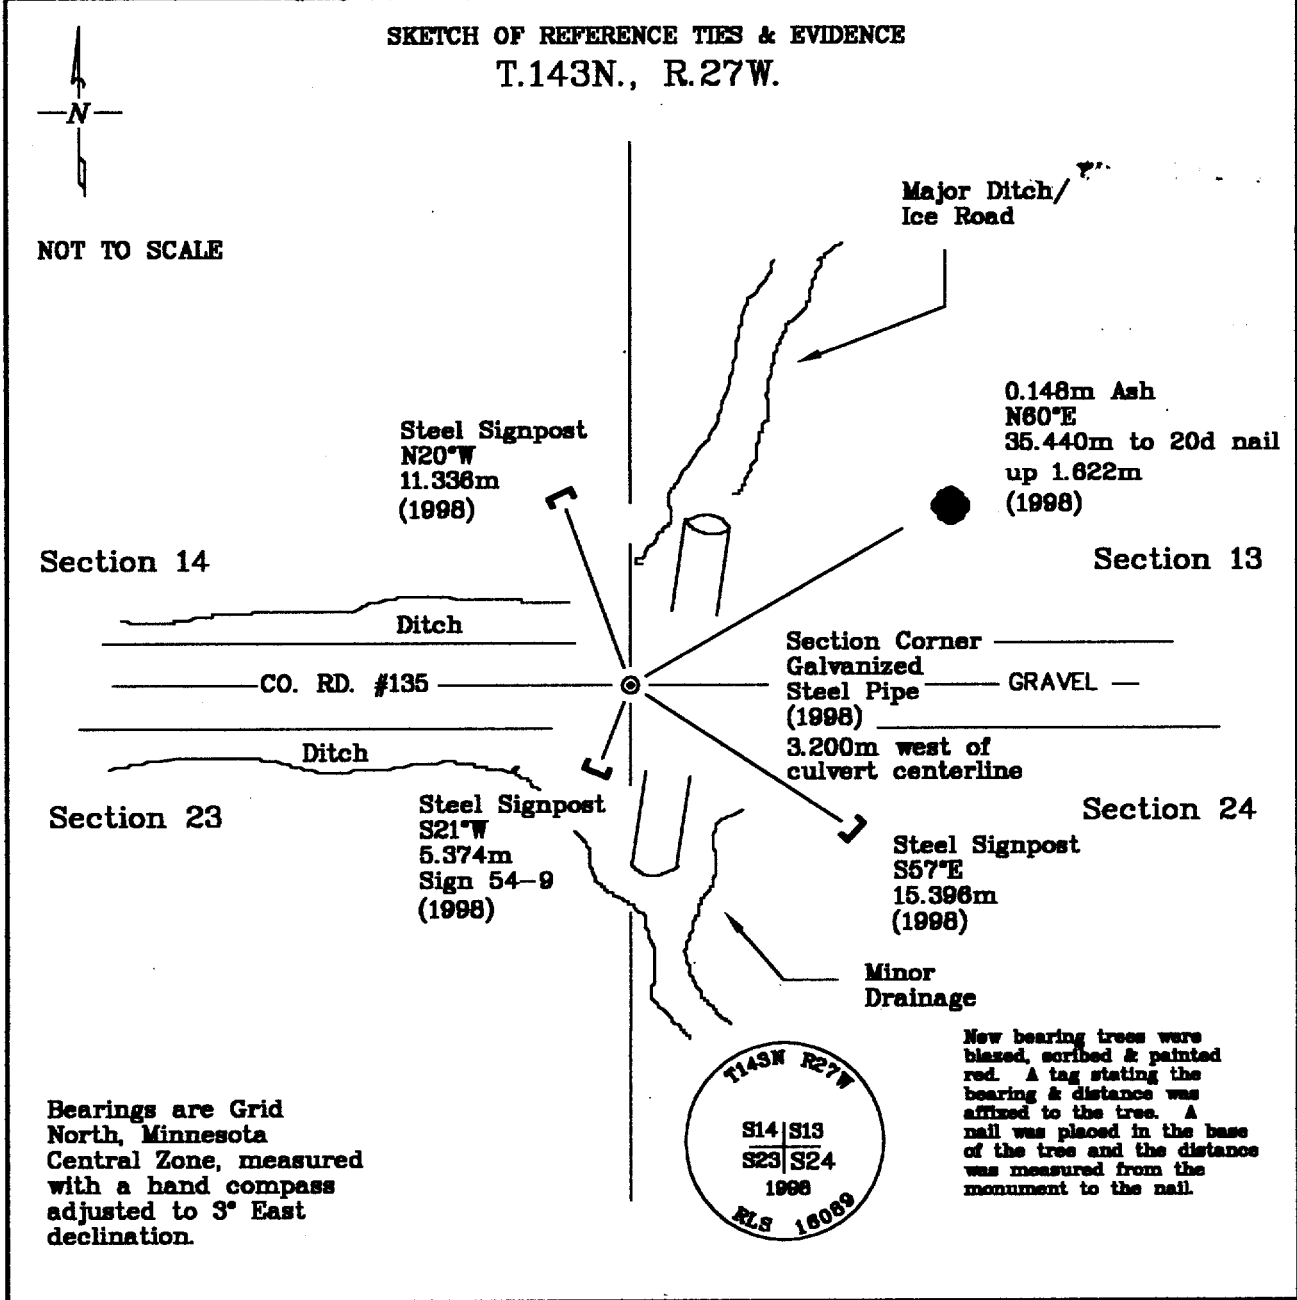 SKETCH OF REFERENCE TIES & EVIDENCE
T.143N., R.27W.
N
NOT TO SCALE
Major Ditch/
Ice Road
0.148m Ash
N60°E
35.440m to 20d nail
up 1.622m
(1998)
Steel Signpost
N20°W
11.336m
(1998)
Section 14
Section 13
Ditch
CO. RD. #135
Section Corner
Galvanized
Steel Pipe
(1998)
3.200m west of
culvert centerline
GRAVEL
Ditch
Section 23
Section 24
Steel Signpost
S21°W
5.374m
Sign 54-9
(1998)
Steel Signpost
S57°E
15.396m
(1998)
Minor
Drainage
New bearing trees were
blazed, scribed & painted
red. A tag stating the
bearing & distance was
affixed to the tree. A
nail was placed in the base
of the tree and the distance
was measured from the
monument to the nail.
T143N R27W
S14 S13
S23 S24
1998
RLS 16089
Bearings are Grid
North, Minnesota
Central Zone, measured
with a hand compass
adjusted to 3° East
declination.